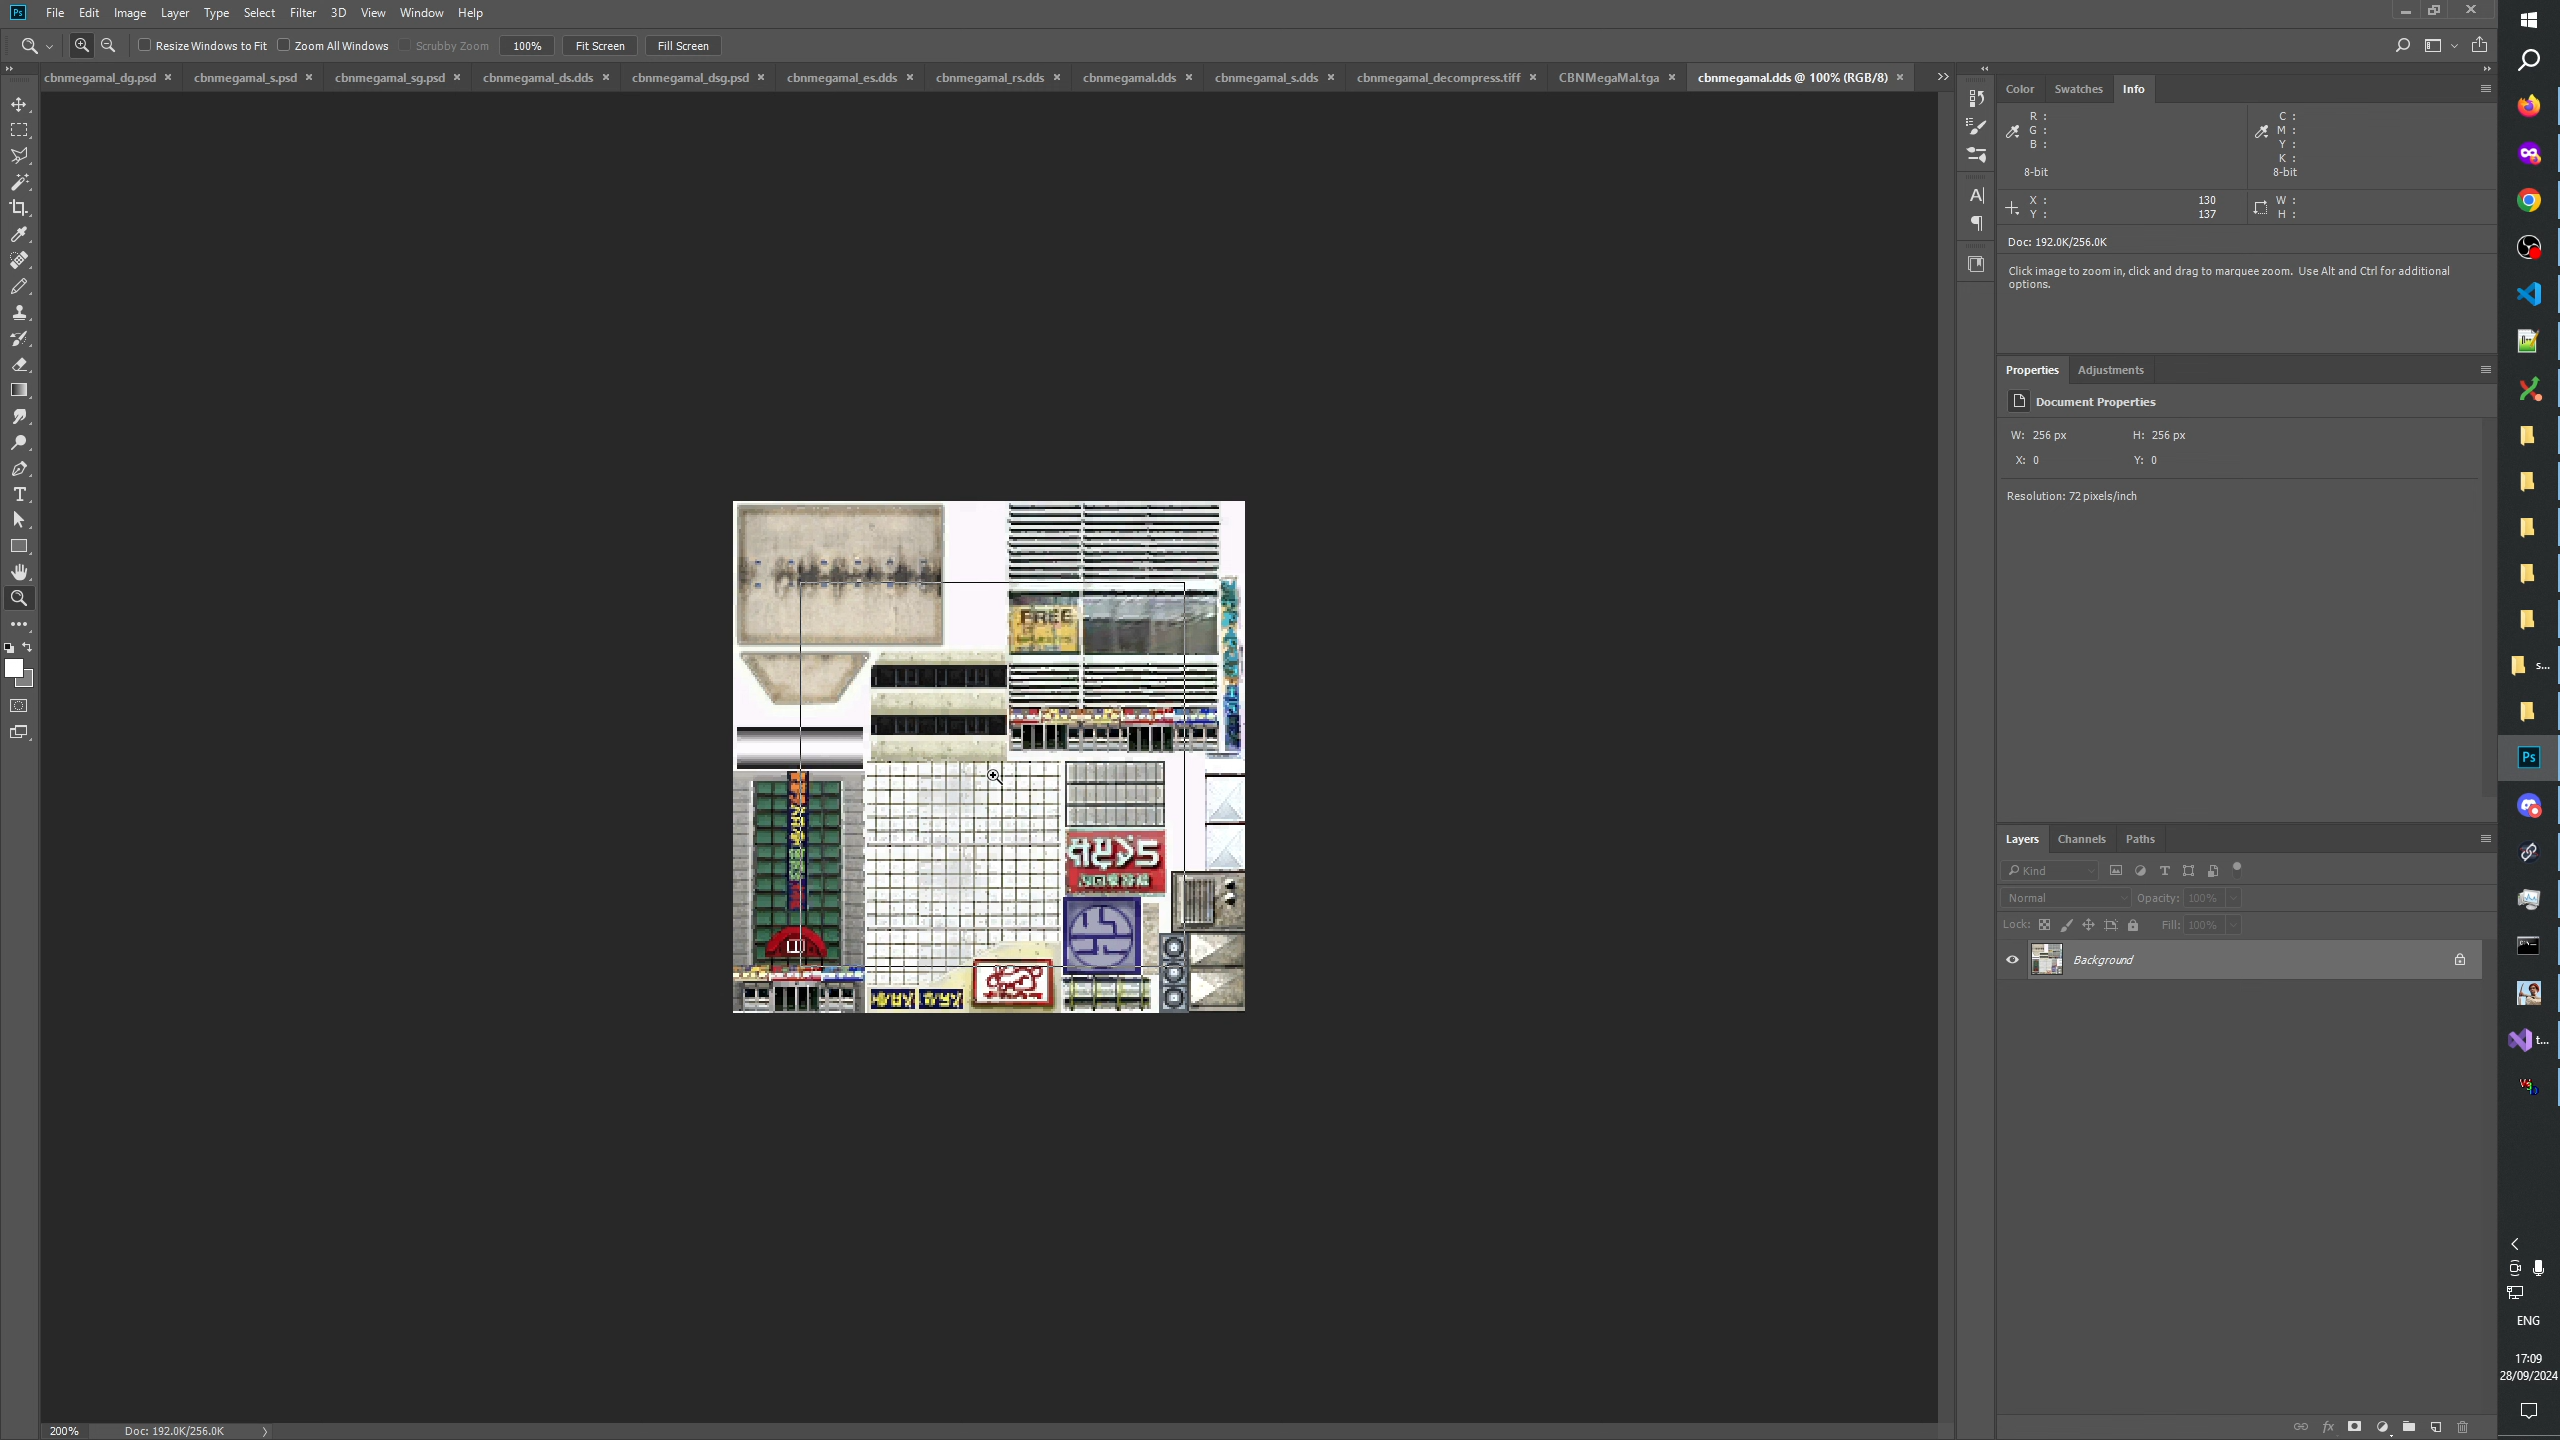 File Edit Image Layer Type Select Filter 3D View Window Help
Resize Windows to Fit Zoom All Windows Scrubby Zoom 100% Fit Screen Fill Screen
cbnmegamal_dg.psd × cbnmegamal_s.psd × cbnmegamal_sg.psd × cbnmegamal_ds.dds × cbnmegamal_dsg.psd × cbnmegamal_es.dds × cbnmegamal_rs.dds × cbnmegamal.dds × cbnmegamal_s.dds × cbnmegamal_decompress.tiff × CBNMegaMal.tga × cbnmegamal.dds @ 100% (RGB/8) ×
Color Swatches Info
R : C :
G : M :
B : Y :
K :
8-bit 8-bit
X : 130 W :
Y : 137 H :
Doc: 192.0K/256.0K
Click image to zoom in, click and drag to marquee zoom. Use Alt and Ctrl for additional
options.
Properties Adjustments
Document Properties
W: 256 px H: 256 px
X: 0 Y: 0
Resolution: 72 pixels/inch
FREE
Layers Channels Paths
Kind
Normal Opacity: 100%
Lock: Fill: 100%
Background
200% Doc: 192.0K/256.0K
s...
Ps
t...
ENG
17:09
28/09/2024